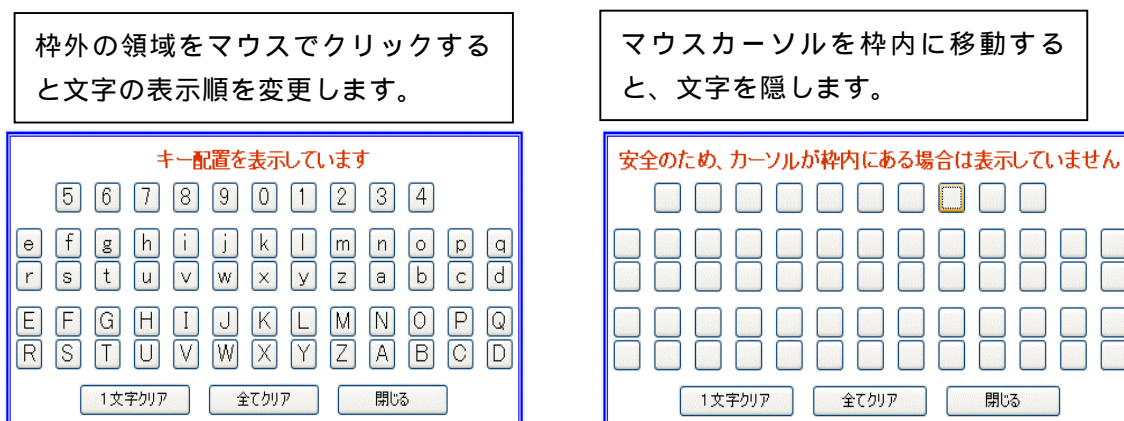 枠外の領域をマウスでクリックする
と文字の表示順を変更します。
キー配置を表示しています
5 6 7 8 9 0 1 2 3 4
e f g h i j k l m n o p q
r s t u v w x y z a b c d
E F G H I J K L M N O P Q
R S T U V W X Y Z A B C D
1文字クリア 全てクリア 閉じる
マウスカーソルを枠内に移動する
と、文字を隠します。
安全のため、カーソルが枠内にある場合は表示していません
1文字クリア 全てクリア 閉じる